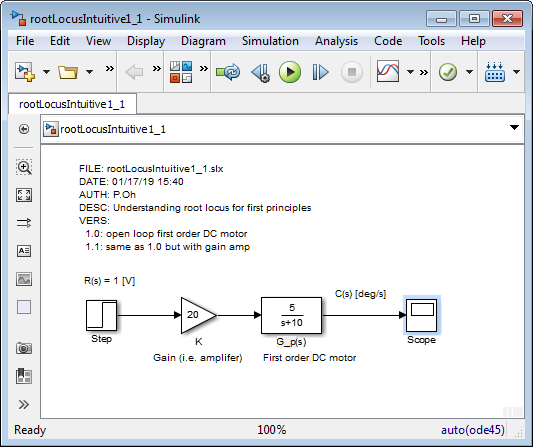 rootLocusIntuitive1_1 - Simulink
File Edit View Display Diagram Simulation Analysis Code Tools Help
rootLocusIntuitive1_1
rootLocusIntuitive1_1
FILE: rootLocusIntuitive1_1.slx
DATE: 01/17/19 15:40
AUTH: P.Oh
DESC: Understanding root locus for first principles
VERS:
1.0: open loop first order DC motor
1.1: same as 1.0 but with gain amp
R(s) = 1 [V]
C(s) [deg/s]
20
5
s+10
Step
K
G_p(s)
Scope
Gain (i.e. amplifer)
First order DC motor
Ready 100% auto(ode45)